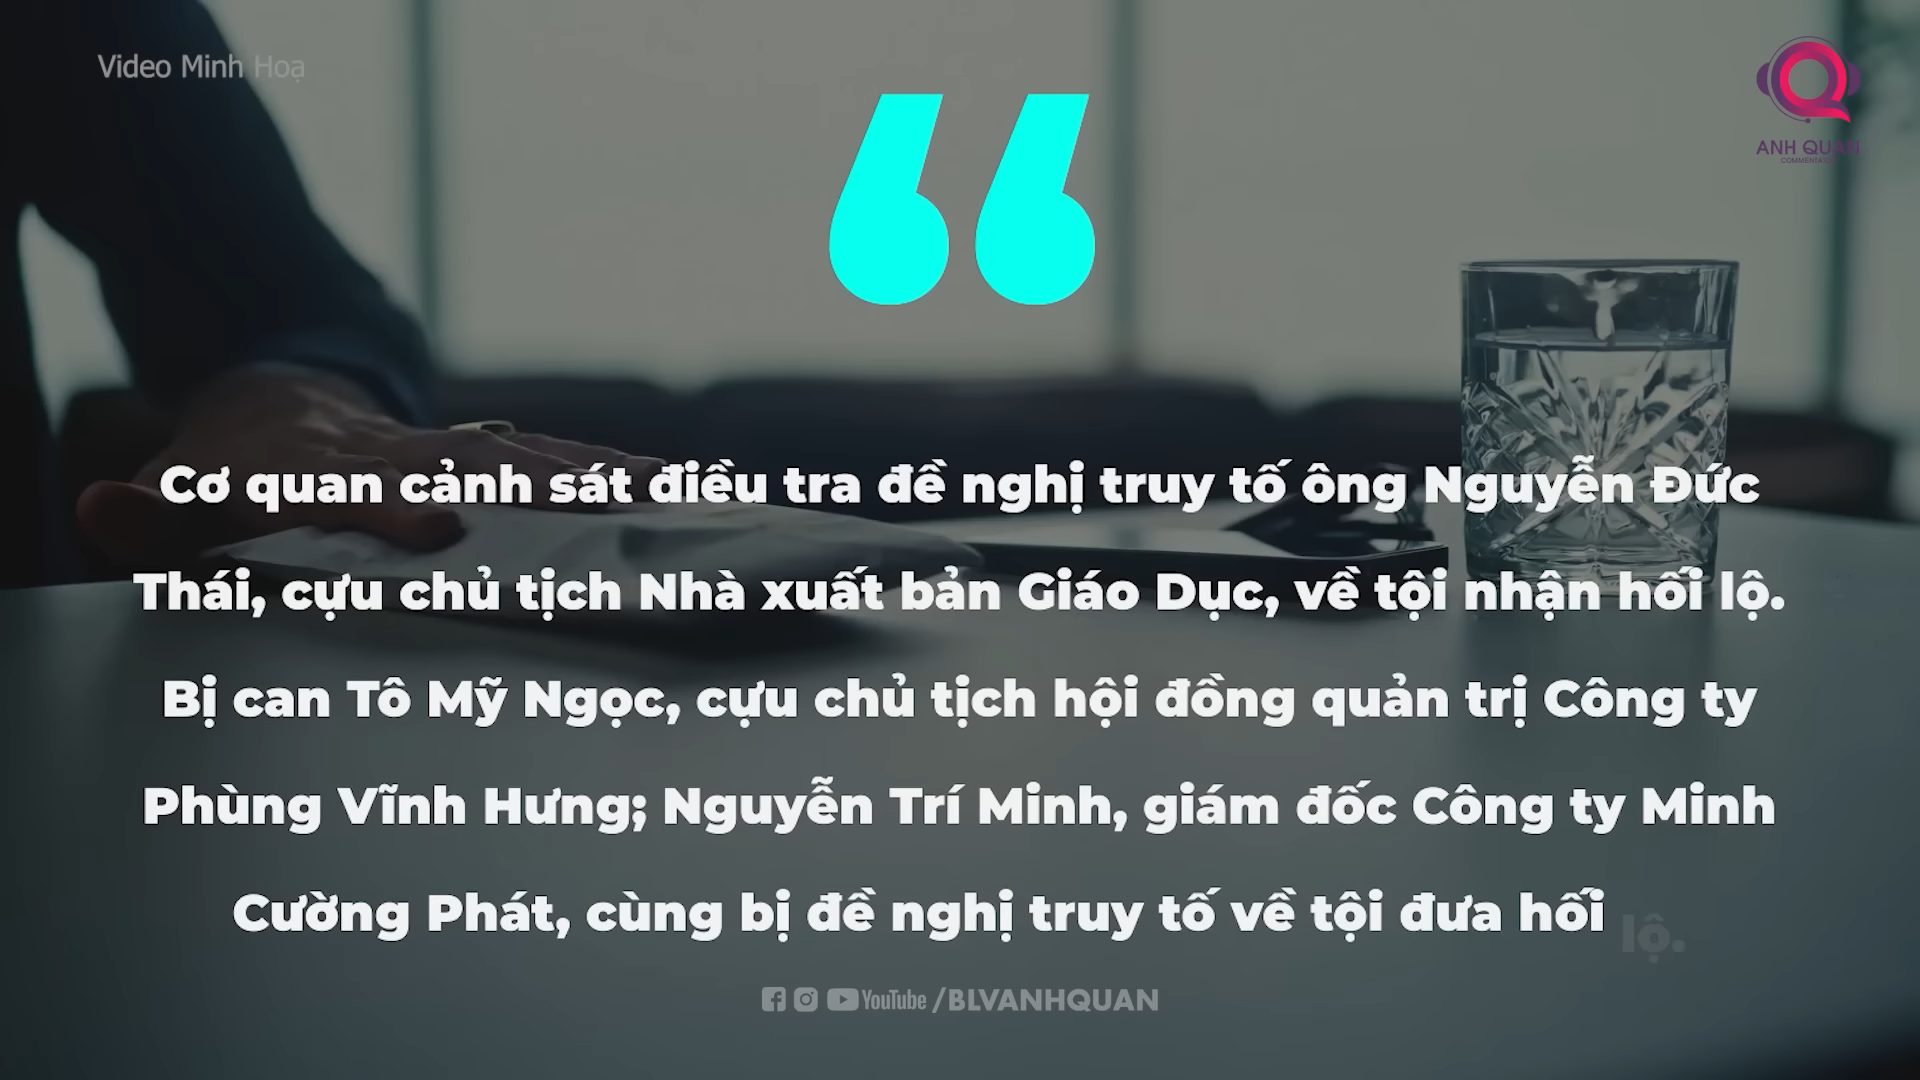 Video Minh Hoạ
ANH QUAN
COMMENTATOR
Cơ quan cảnh sát điều tra đề nghị truy tố ông Nguyễn Đức
Thái, cựu chủ tịch Nhà xuất bản Giáo Dục, về tội nhận hối lộ.
Bị can Tô Mỹ Ngọc, cựu chủ tịch hội đồng quản trị Công ty
Phùng Vĩnh Hưng; Nguyễn Trí Minh, giám đốc Công ty Minh
Cường Phát, cùng bị đề nghị truy tố về tội đưa hối lộ.
YouTube /BLVANHQUAN